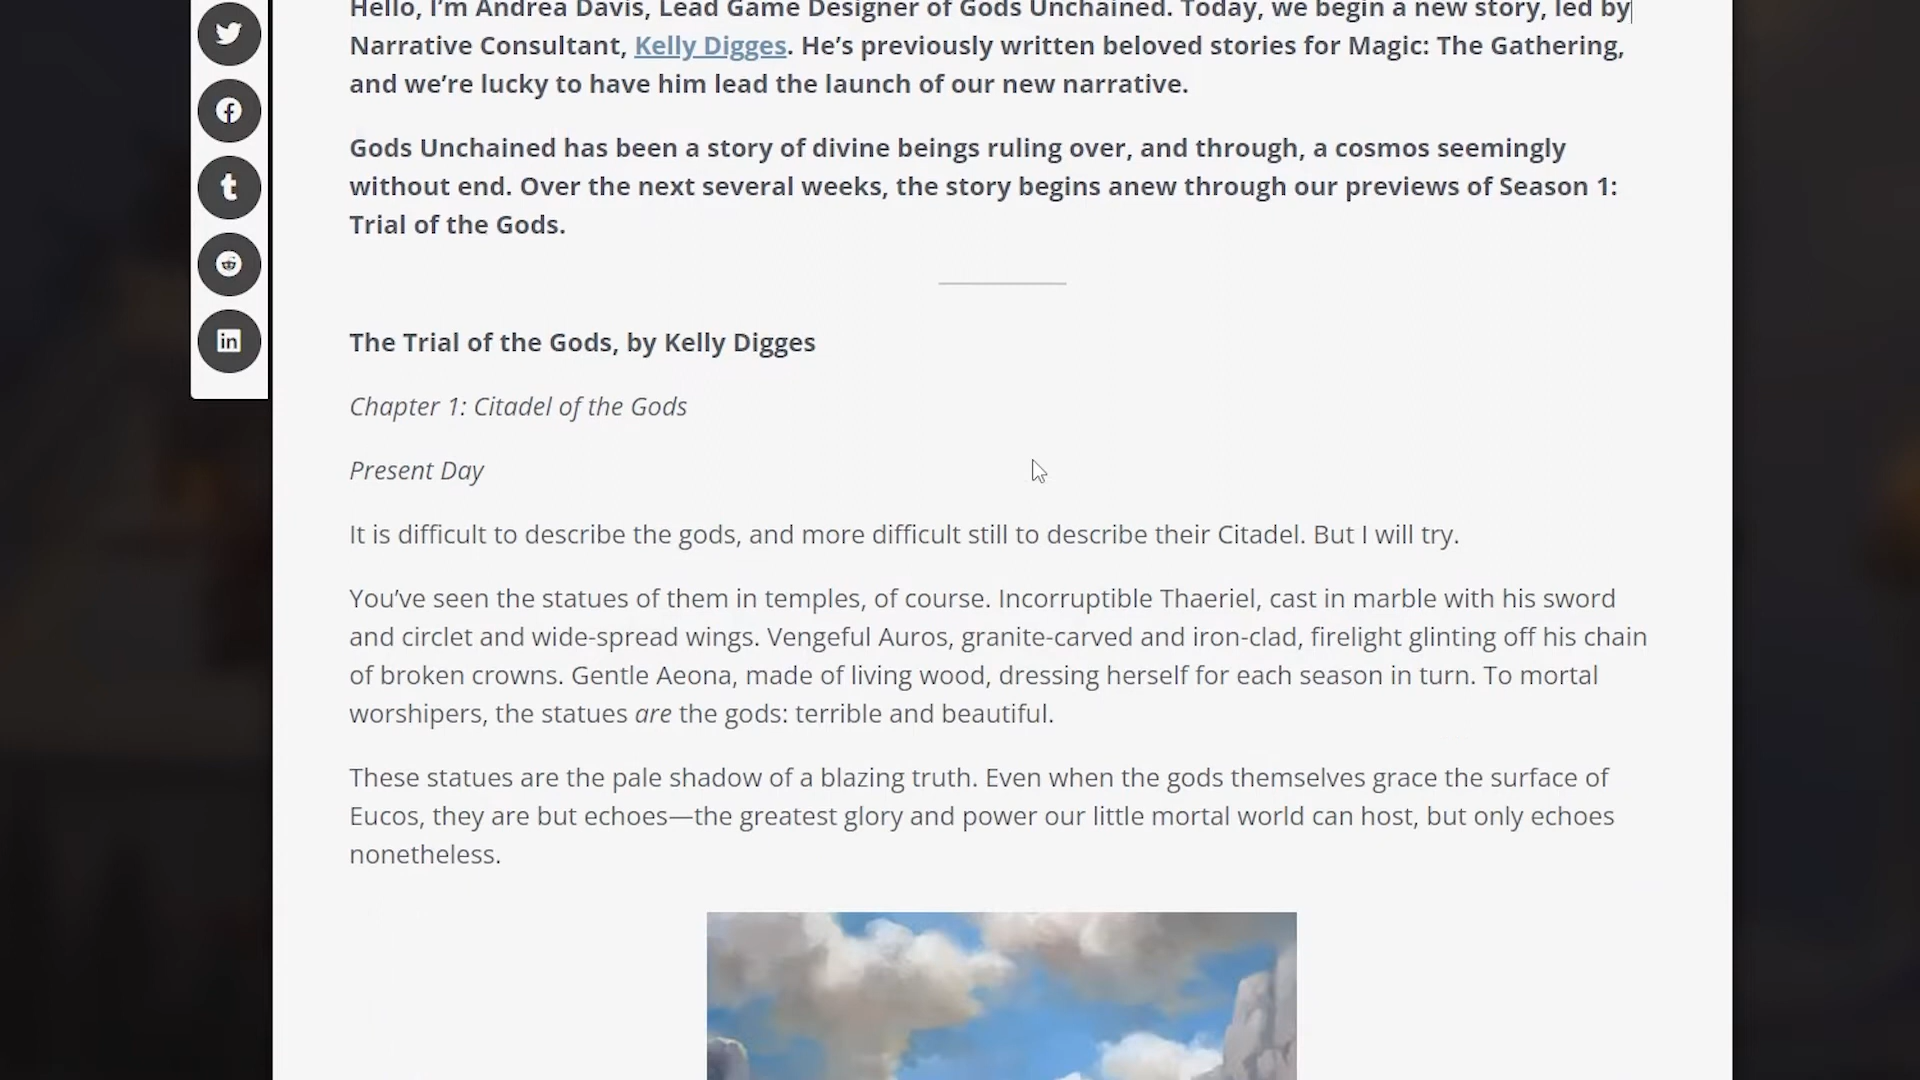 Hello, I'm Andrea Davis, Lead Game Designer of Gods Unchained. Today, we begin a new story, led by
Narrative Consultant, Kelly Digges. He's previously written beloved stories for Magic: The Gathering,
and we're lucky to have him lead the launch of our new narrative.
Gods Unchained has been a story of divine beings ruling over, and through, a cosmos seemingly
without end. Over the next several weeks, the story begins anew through our previews of Season 1:
Trial of the Gods.
The Trial of the Gods, by Kelly Digges
Chapter 1: Citadel of the Gods
Present Day
It is difficult to describe the gods, and more difficult still to describe their Citadel. But I will try.
You've seen the statues of them in temples, of course. Incorruptible Thaeriel, cast in marble with his sword
and circlet and wide-spread wings. Vengeful Auros, granite-carved and iron-clad, firelight glinting off his chain
of broken crowns. Gentle Aeona, made of living wood, dressing herself for each season in turn. To mortal
worshipers, the statues are the gods: terrible and beautiful.
These statues are the pale shadow of a blazing truth. Even when the gods themselves grace the surface of
Eucos, they are but echoes—the greatest glory and power our little mortal world can host, but only echoes
nonetheless.